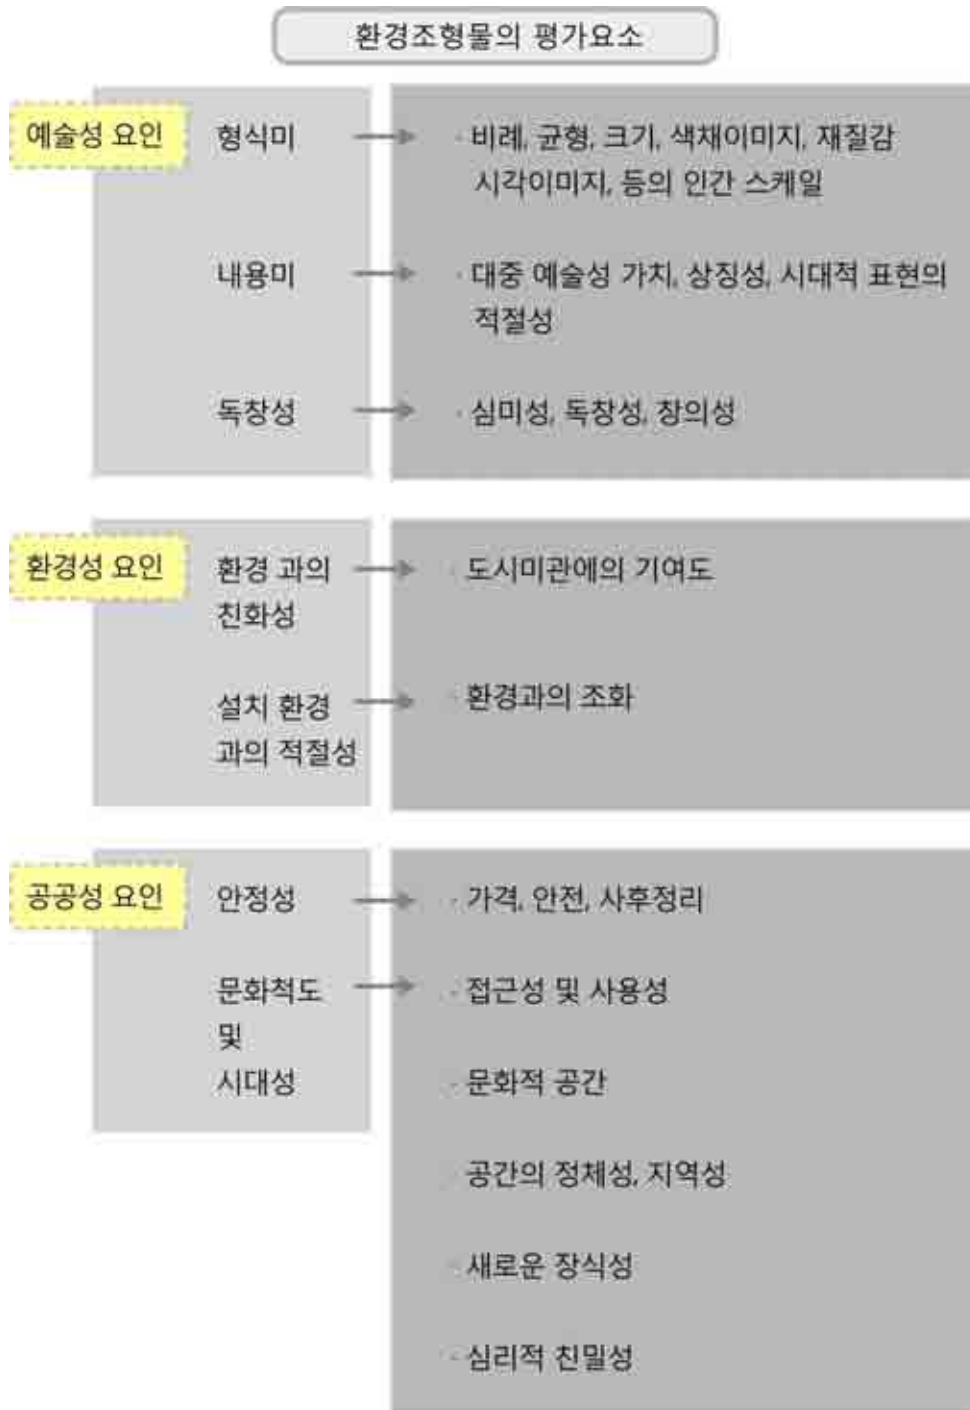 환경조형물의 평가요소
예술성 요인
형식미
· 비례, 균형, 크기, 색채이미지, 재질감
시각이미지, 등의 인간 스케일
내용미
· 대중 예술성 가치, 상징성, 시대적 표현의
적절성
독창성
· 심미성, 독창성, 창의성
환경성 요인
환경 과의
친화성
· 도시미관에의 기여도
설치 환경
과의 적절성
· 환경과의 조화
공공성 요인
안정성
· 가격, 안전, 사후정리
문화척도
및
시대성
· 접근성 및 사용성
· 문화적 공간
· 공간의 정체성, 지역성
· 새로운 장식성
· 심리적 친밀성